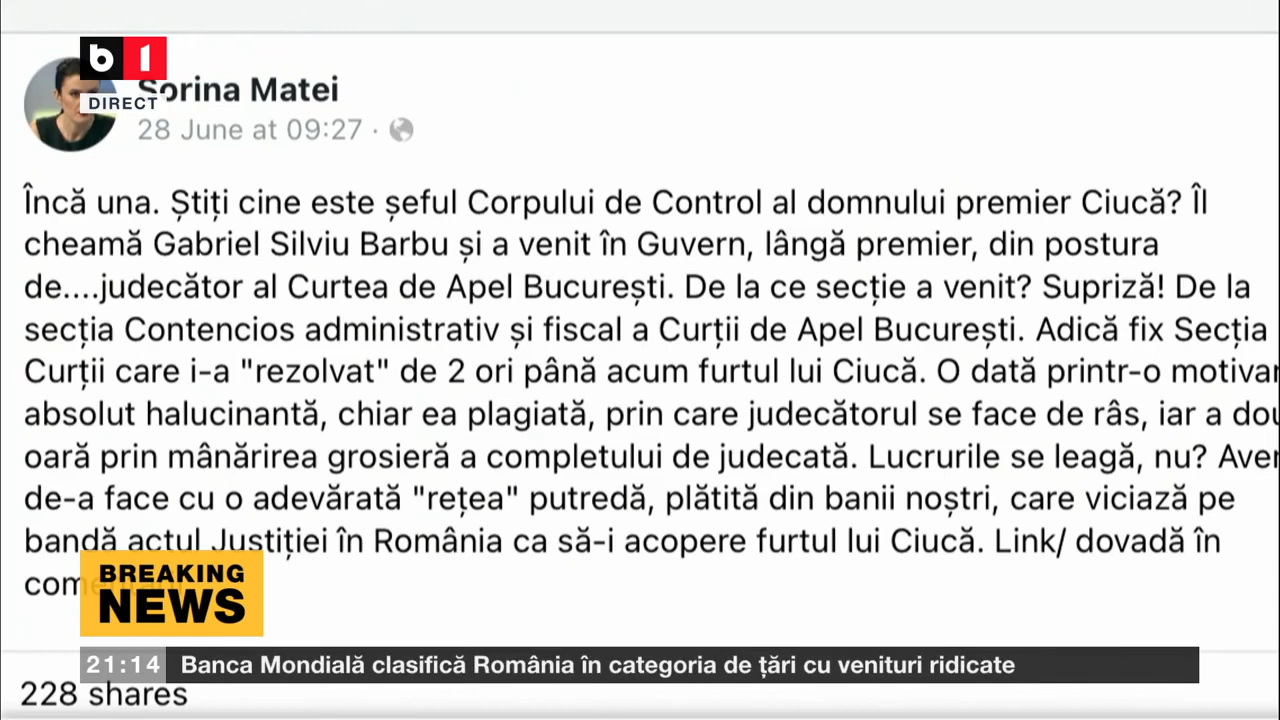 b1
DIRECT
Sorina Matei
28 June at 09:27 ·
Încă una. Știți cine este șeful Corpului de Control al domnului premier Ciucă? Îl
cheamă Gabriel Silviu Barbu și a venit în Guvern, lângă premier, din postura
de....judecător al Curtea de Apel București. De la ce secție a venit? Supriză! De la
secția Contencios administrativ și fiscal a Curții de Apel București. Adică fix Secția
Curții care i-a "rezolvat" de 2 ori până acum furtul lui Ciucă. O dată printr-o
absolut halucinantă, chiar ea plagiată, prin care judecătorul se face de râs, iar a
oară prin mânărirea grosieră a completului de judecată. Lucrurile se leagă, nu?
de-a face cu o adevărată "rețea" putredă, plătită din banii noștri, care viciază pe
bandă actul Justiției în România ca să-i acopere furtul lui Ciucă. Link/ dovadă în
BREAKING
NEWS
21:14 Banca Mondială clasifică România în categoria de țări cu venituri ridicate
228 shares